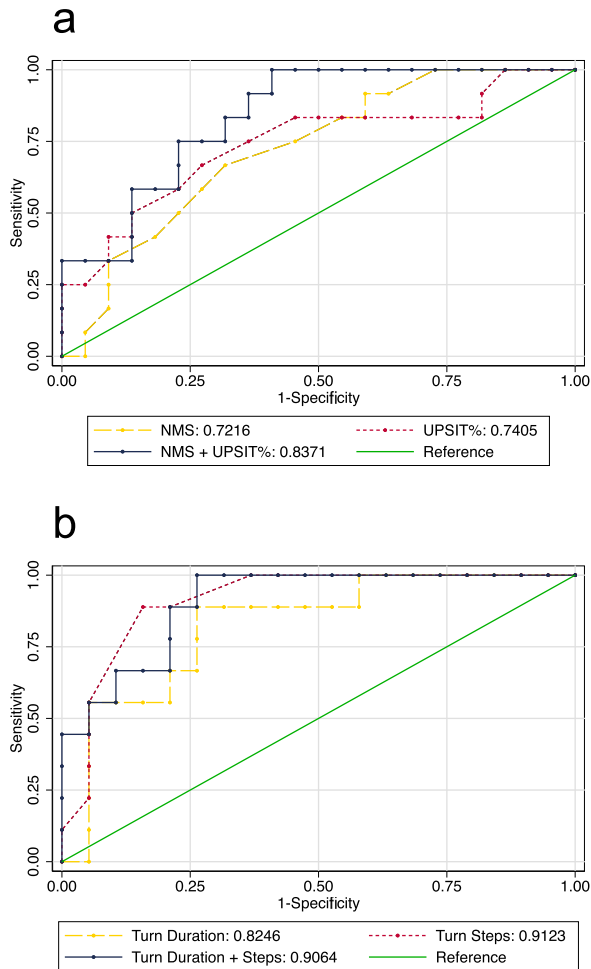 a
Sensitivity
1.00
0.75
0.50
0.25
0.00
0.00 0.25 0.50 0.75 1.00
1-Specificity
NMS: 0.7216 UPSIT%: 0.7405
NMS + UPSIT%: 0.8371 Reference
b
Sensitivity
1.00
0.75
0.50
0.25
0.00
0.00 0.25 0.50 0.75 1.00
1-Specificity
Turn Duration: 0.8246 Turn Steps: 0.9123
Turn Duration + Steps: 0.9064 Reference